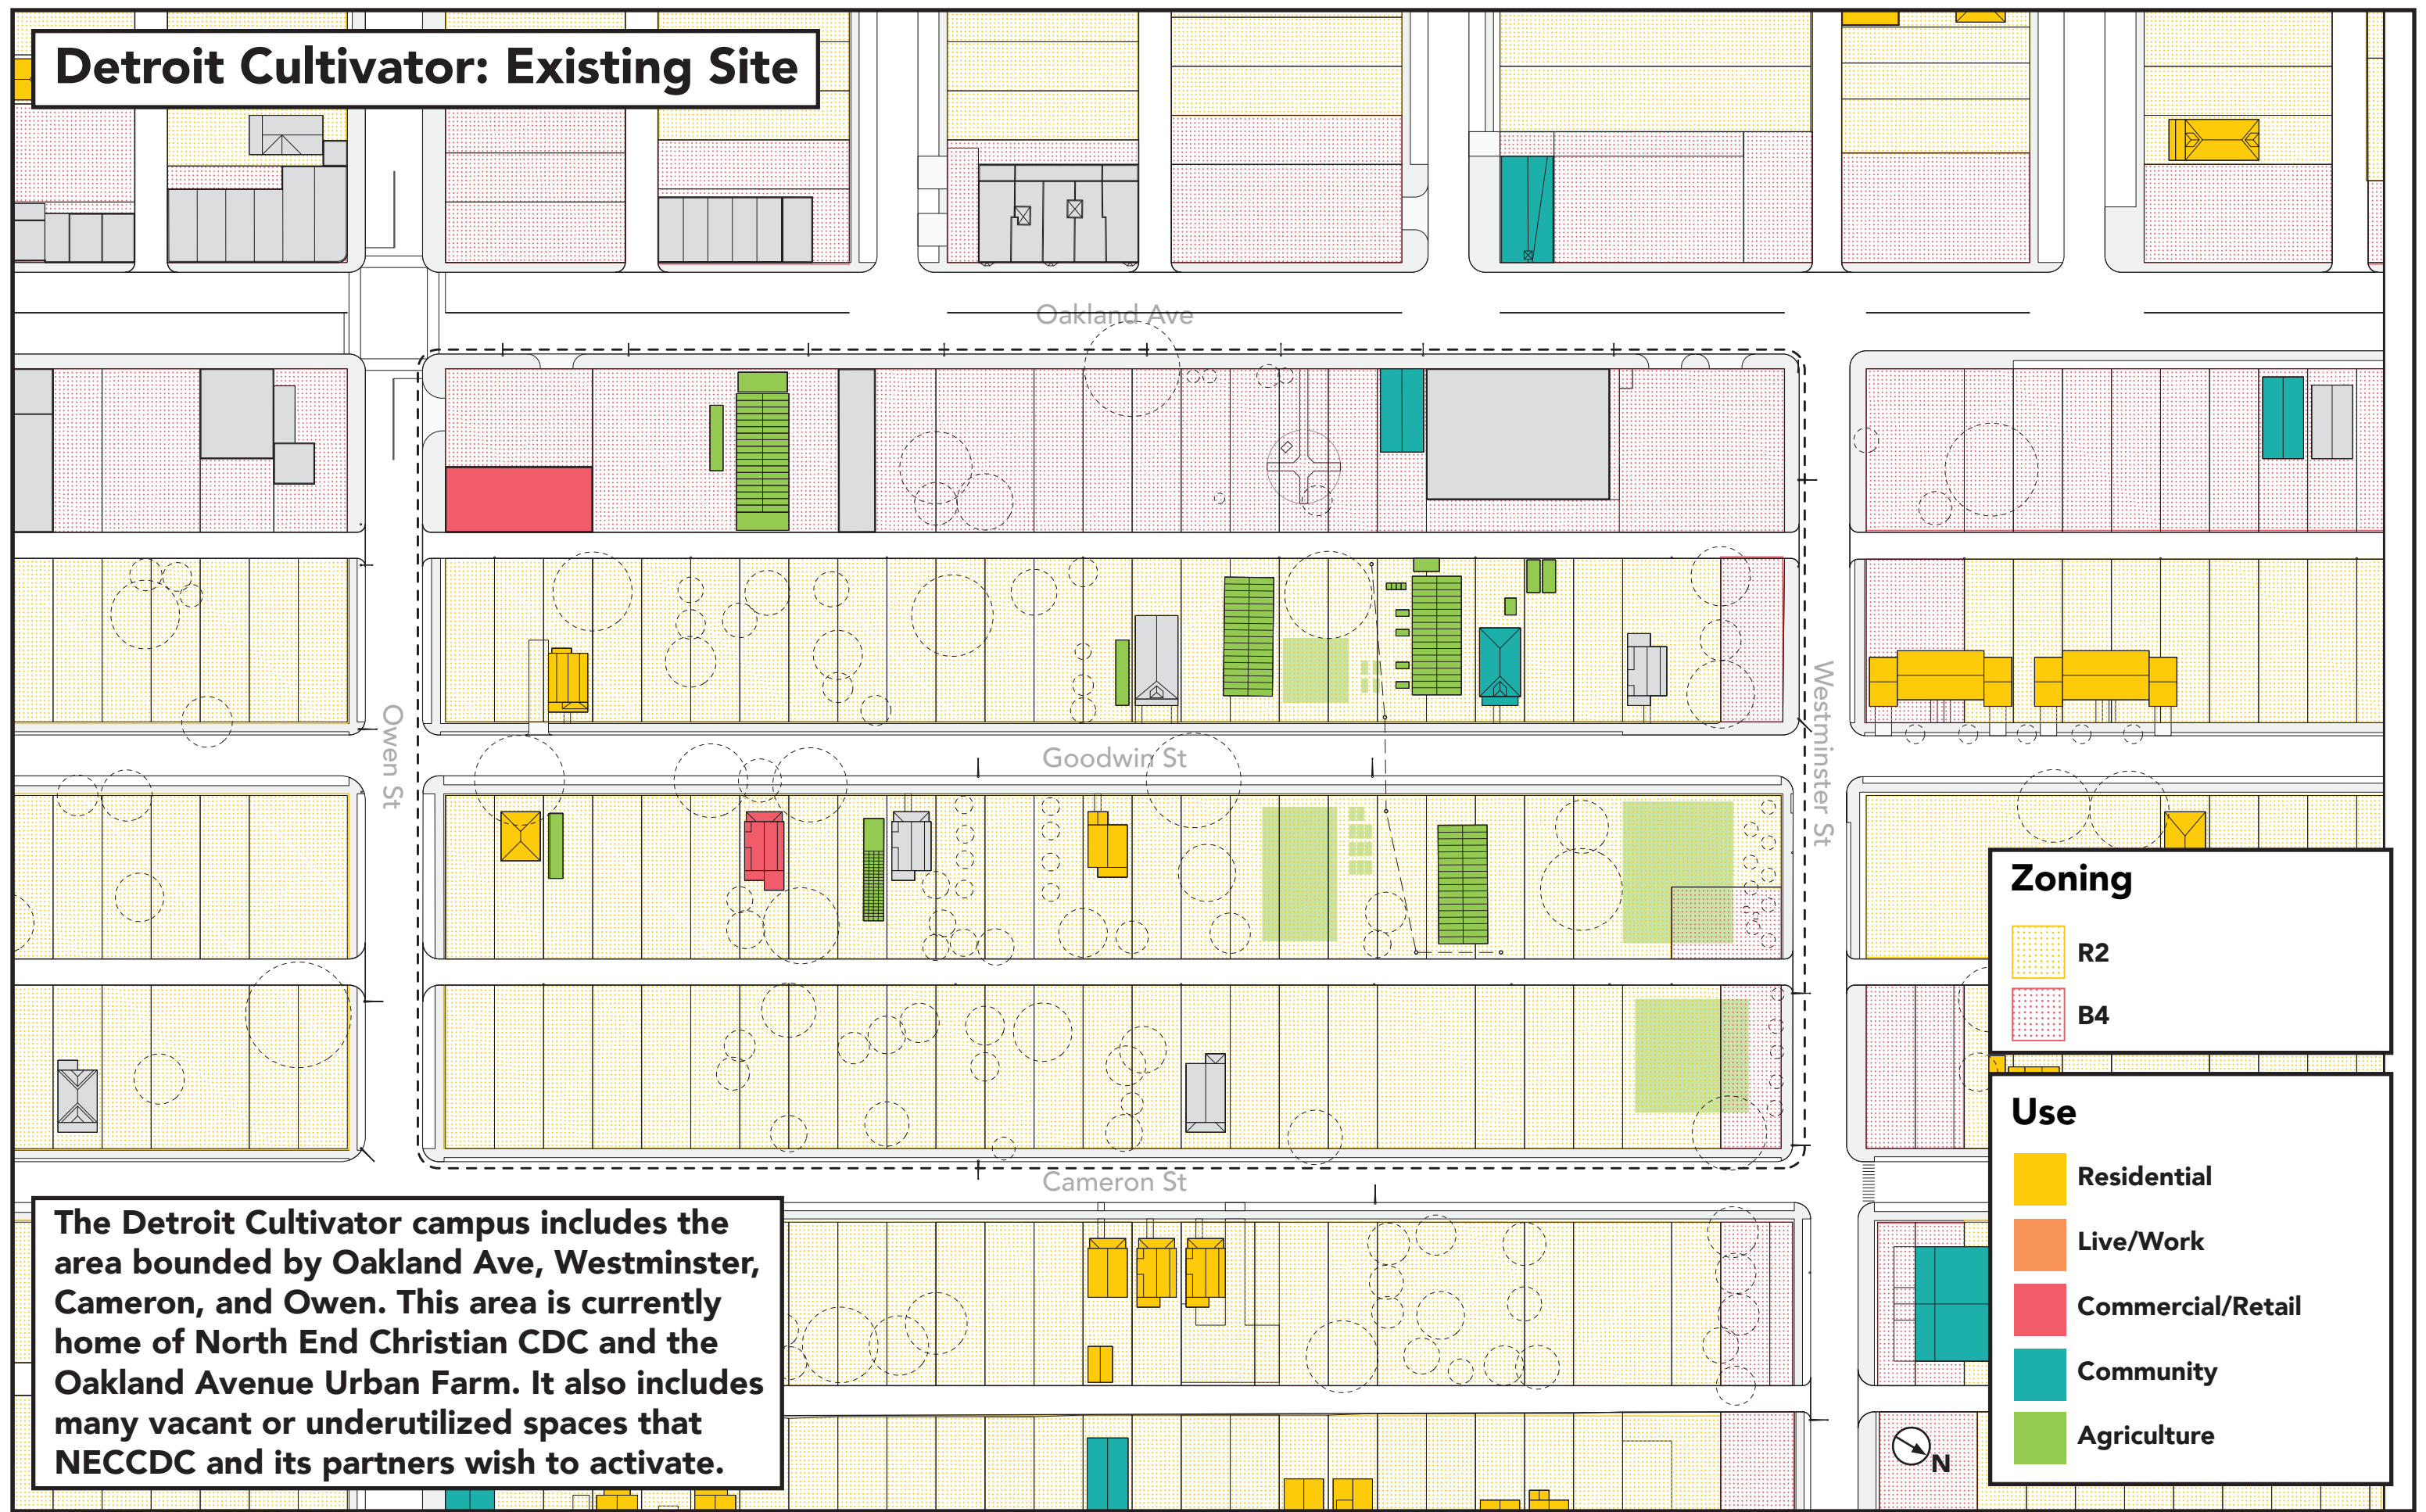 Detroit Cultivator: Existing Site
Oakland Ave
Owen St
Goodwin St
Westminster St
Cameron St
Zoning
R2
B4
Use
Residential
Live/Work
Commercial/Retail
Community
Agriculture
N
The Detroit Cultivator campus includes the
area bounded by Oakland Ave, Westminster,
Cameron, and Owen. This area is currently
home of North End Christian CDC and the
Oakland Avenue Urban Farm. It also includes
many vacant or underutilized spaces that
NECCDC and its partners wish to activate.